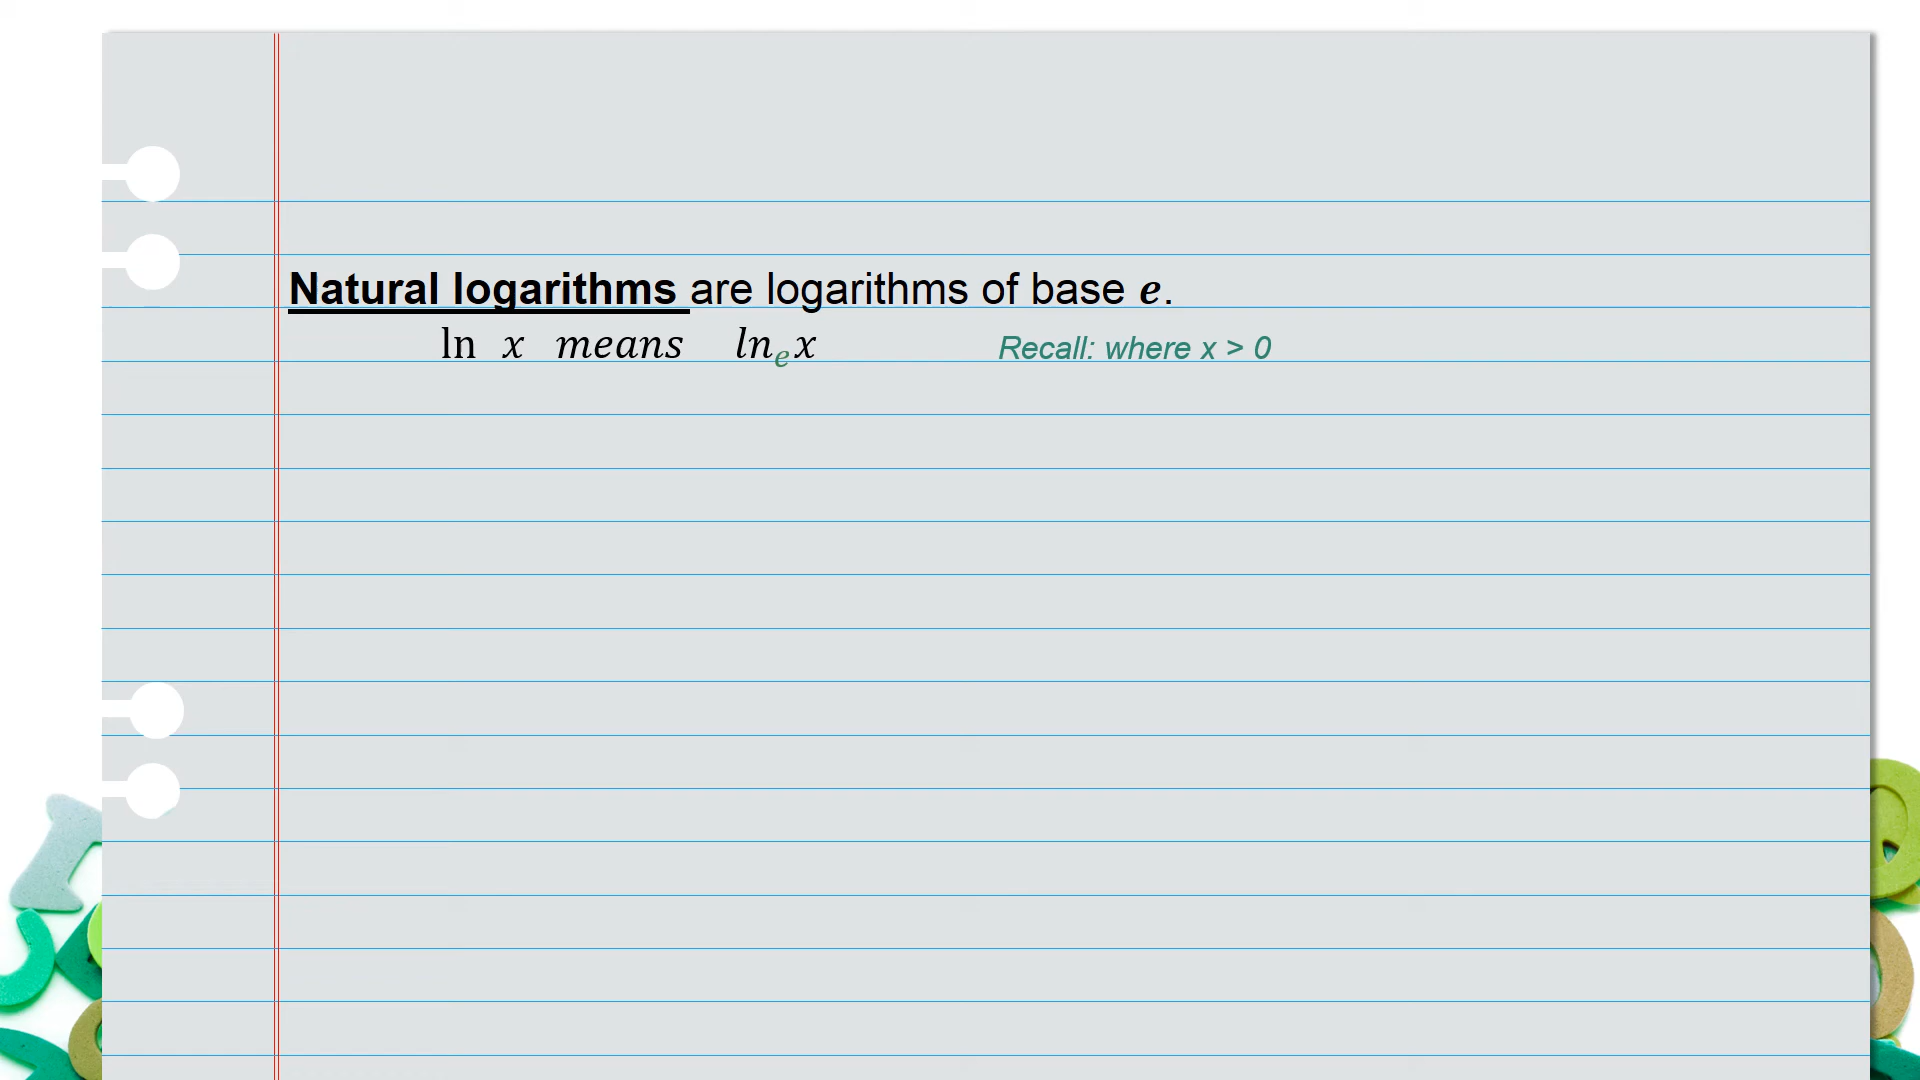 Natural logarithms are logarithms of base e.
ln x means lnₑx Recall: where x > 0